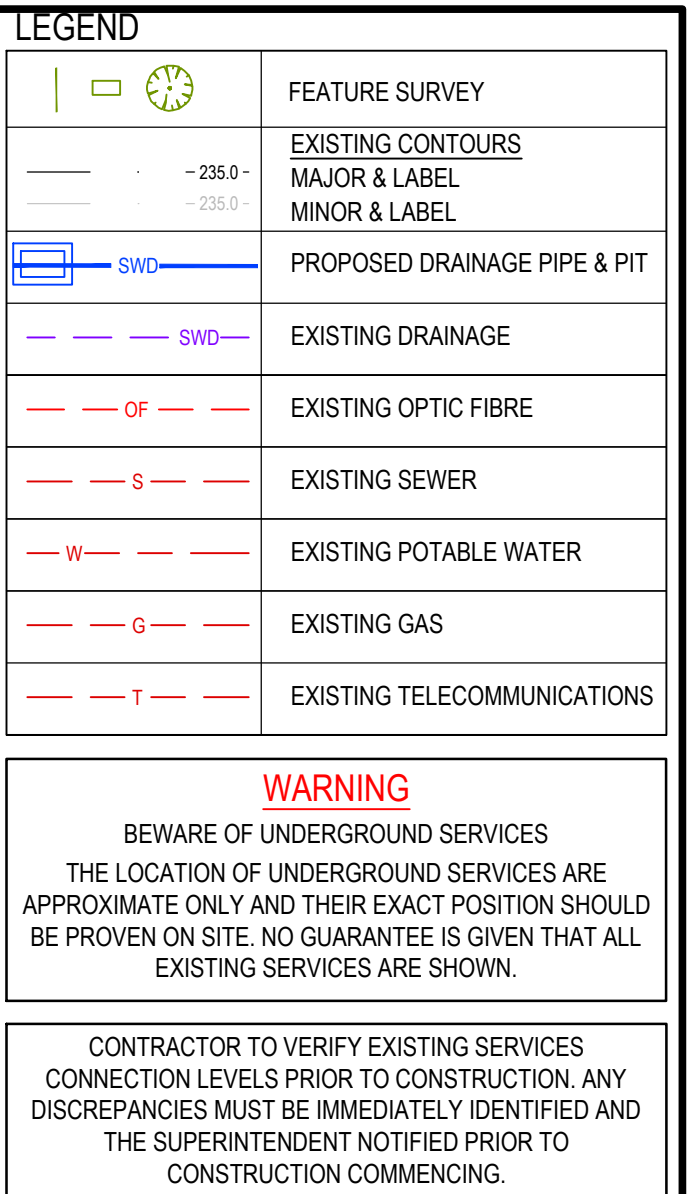 LEGEND
FEATURE SURVEY
EXISTING CONTOURS
235.0 MAJOR & LABEL
235.0 MINOR & LABEL
SWD PROPOSED DRAINAGE PIPE & PIT
SWD EXISTING DRAINAGE
OF EXISTING OPTIC FIBRE
S EXISTING SEWER
W EXISTING POTABLE WATER
G EXISTING GAS
T EXISTING TELECOMMUNICATIONS
WARNING
BEWARE OF UNDERGROUND SERVICES
THE LOCATION OF UNDERGROUND SERVICES ARE
APPROXIMATE ONLY AND THEIR EXACT POSITION SHOULD
BE PROVEN ON SITE. NO GUARANTEE IS GIVEN THAT ALL
EXISTING SERVICES ARE SHOWN.
CONTRACTOR TO VERIFY EXISTING SERVICES
CONNECTION LEVELS PRIOR TO CONSTRUCTION. ANY
DISCREPANCIES MUST BE IMMEDIATELY IDENTIFIED AND
THE SUPERINTENDENT NOTIFIED PRIOR TO
CONSTRUCTION COMMENCING.